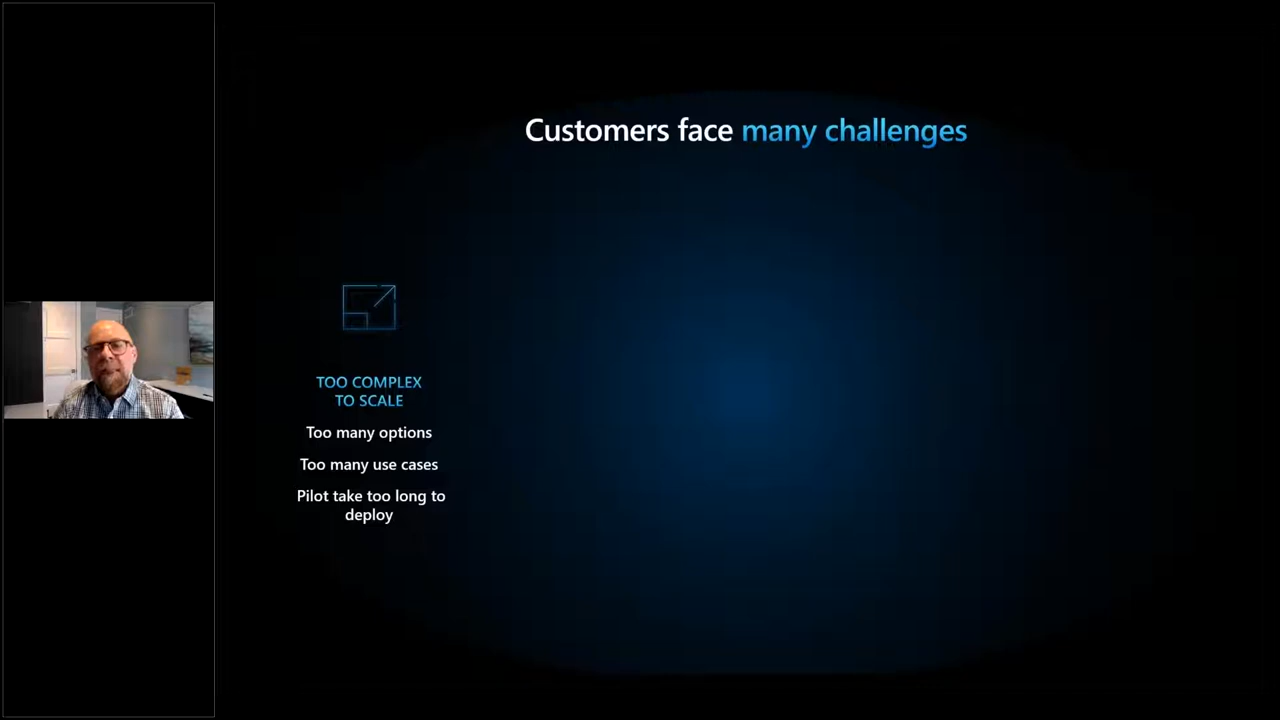 Customers face many challenges
TOO COMPLEX
TO SCALE
Too many options
Too many use cases
Pilot take too long to
deploy